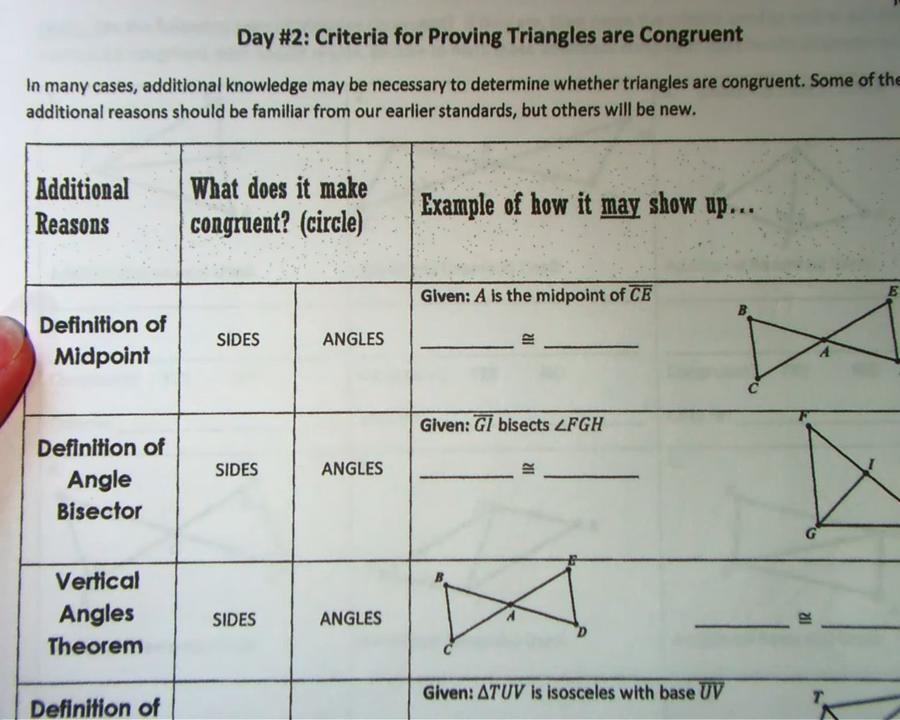 Day #2: Criteria for Proving Triangles are Congruent
In many cases, additional knowledge may be necessary to determine whether triangles are congruent. Some of the
additional reasons should be familiar from our earlier standards, but others will be new.
Additional
Reasons
What does it make
congruent? (circle)
Example of how it may show up...
Definition of
Midpoint
SIDES
ANGLES
Given: A is the midpoint of C̅E̅
≅
B
E
A
C
Definition of
Angle
Bisector
SIDES
ANGLES
Given: G̅I̅ bisects ∠FGH
≅
F
I
G
Vertical
Angles
Theorem
SIDES
ANGLES
B
E
A
C
D
≅
Definition of
Given: ΔTUV is isosceles with base U̅V̅
T